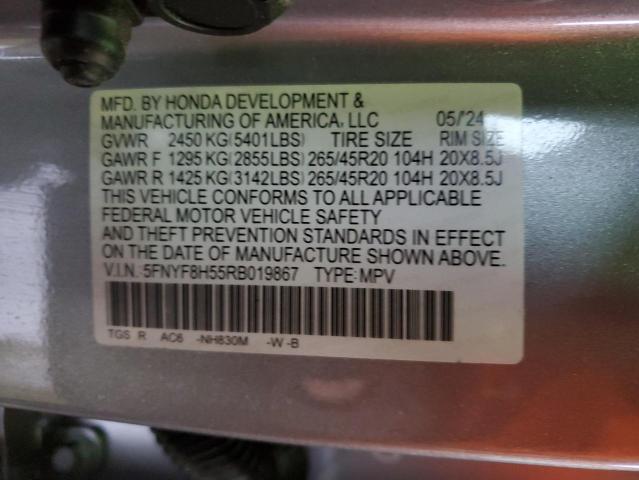 MFD. BY HONDA DEVELOPMENT &
MANUFACTURING OF AMERICA, LLC 05/'24
GVWR 2450 KG(5401LBS) TIRE SIZE RIM SIZE
GAWR F 1295 KG(2855LBS) 265/45R20 104H 20X8.5J
GAWR R 1425 KG(3142LBS) 265/45R20 104H 20X8.5J
THIS VEHICLE CONFORMS TO ALL APPLICABLE
FEDERAL MOTOR VEHICLE SAFETY
AND THEFT PREVENTION STANDARDS IN EFFECT
ON THE DATE OF MANUFACTURE SHOWN ABOVE.
V.I.N.:5FNYF8H55RB019867 TYPE:MPV
TGS R AC6 -NH830M -W -B